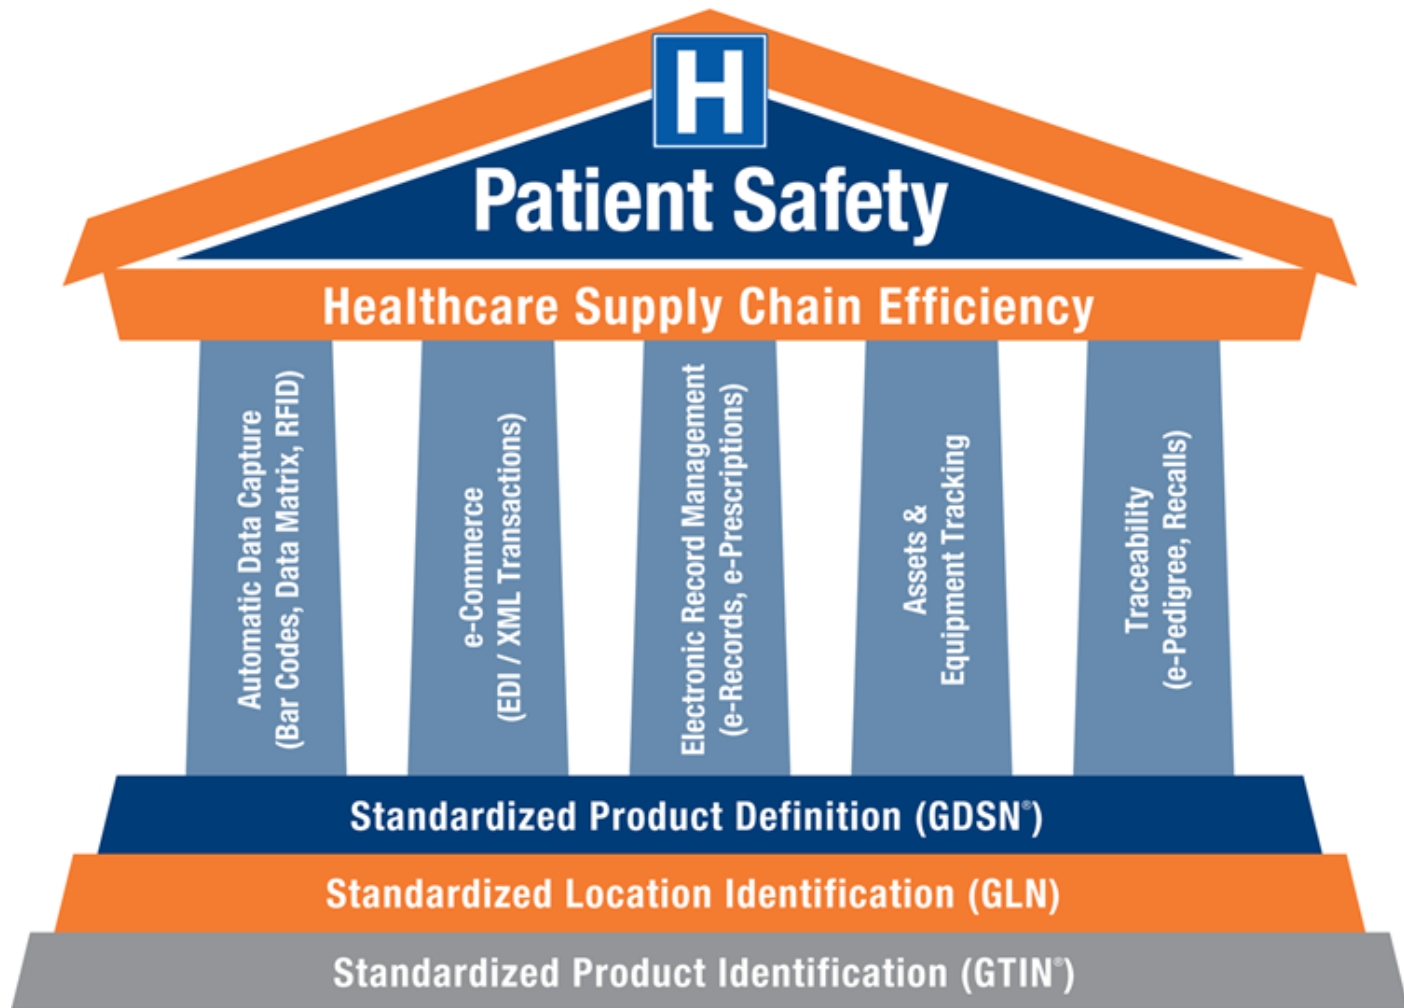 H
Patient Safety
Healthcare Supply Chain Efficiency
Automatic Data Capture
(Bar Codes, Data Matrix, RFID)
e-Commerce
(EDI / XML Transactions)
Electronic Record Management
(e-Records, e-Prescriptions)
Assets &
Equipment Tracking
Traceability
(e-Pedigree, Recalls)
Standardized Product Definition (GDSN®)
Standardized Location Identification (GLN)
Standardized Product Identification (GTIN®)